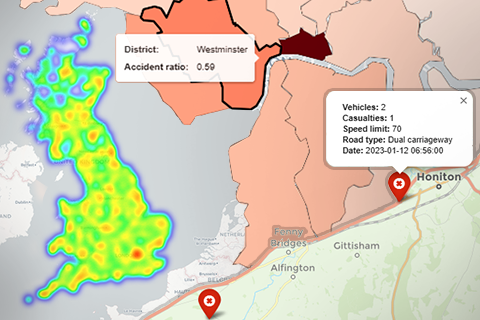 District: Westminster
Accident ratio: 0.59
Vehicles: 2
Casualties: 1
Speed limit: 70
Road type: Dual carriageway
Date: 2023-01-12 06:56:00
Honiton
Fenny
Bridges
Gittisham
Alfington